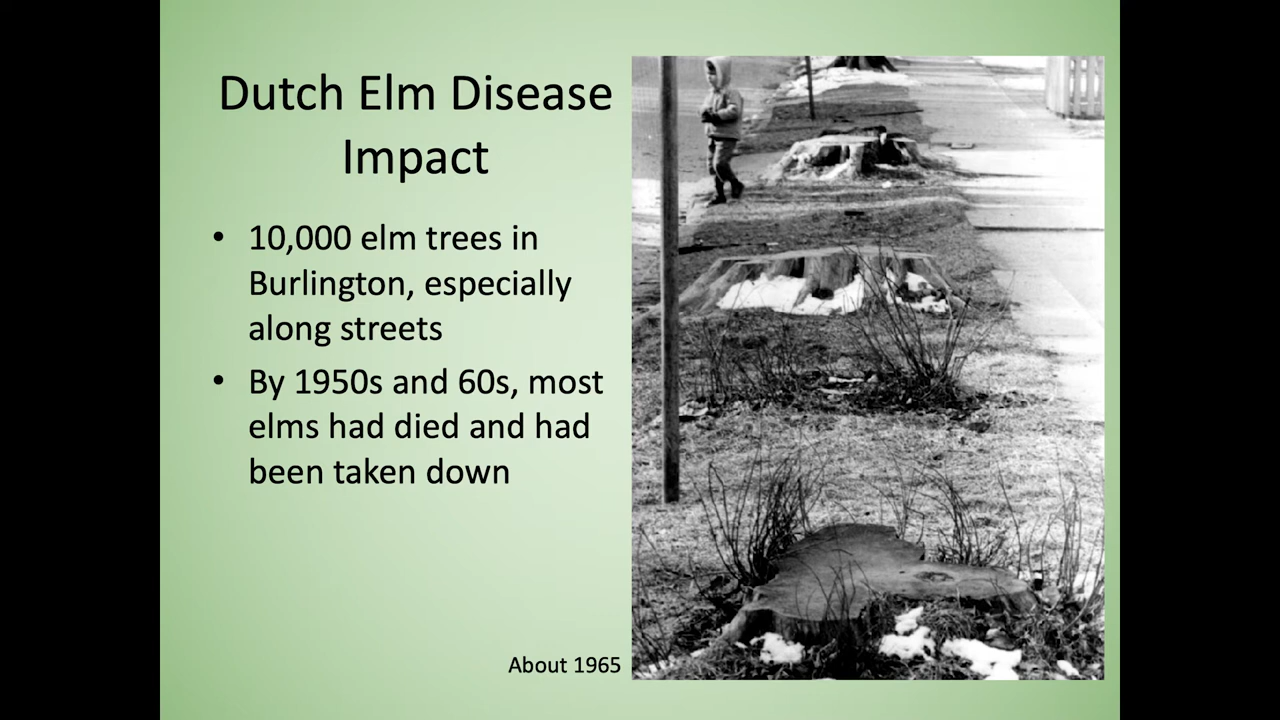 Dutch Elm Disease
Impact
• 10,000 elm trees in
Burlington, especially
along streets
• By 1950s and 60s, most
elms had died and had
been taken down
About 1965